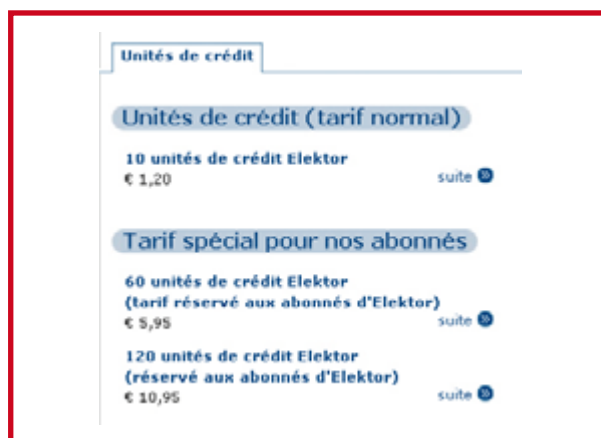 Unités de crédit
Unités de crédit (tarif normal)
10 unités de crédit Elektor
€ 1,20
suite
Tarif spécial pour nos abonnés
60 unités de crédit Elektor
(tarif réservé aux abonnés d'Elektor)
€ 5,95
suite
120 unités de crédit Elektor
(réservé aux abonnés d'Elektor)
€ 10,95
suite